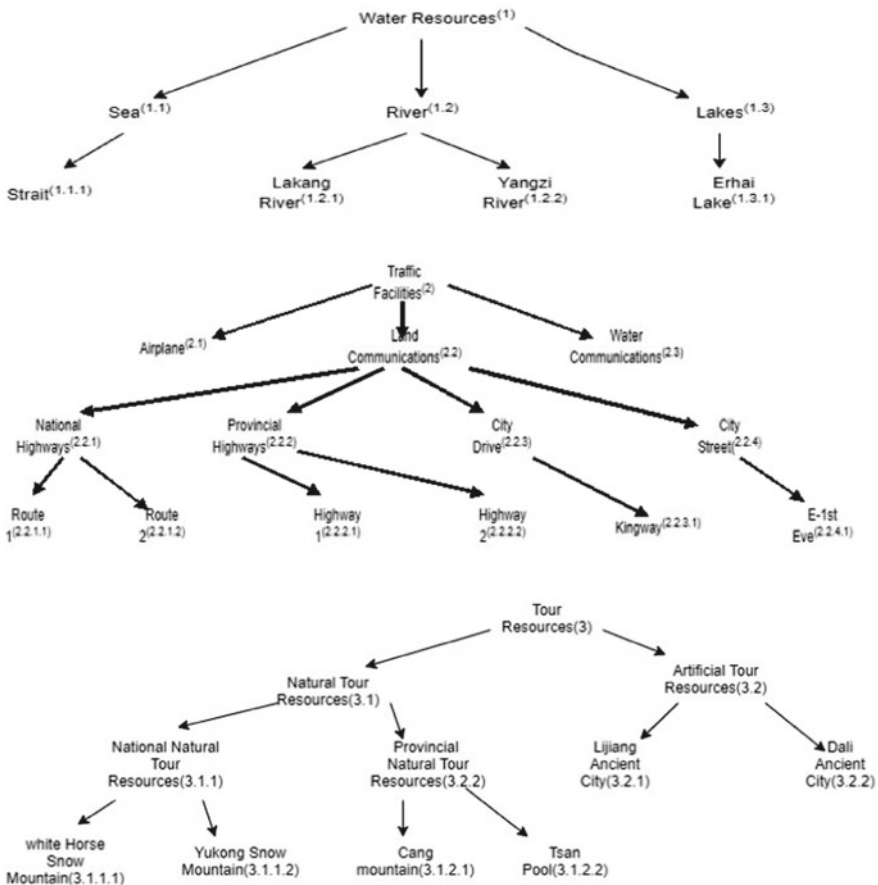 Water Resources(1)
Sea(1.1)
River(1.2)
Lakes(1.3)
Strait(1.1.1)
Lakang
River(1.2.1)
Yangzi
River(1.2.2)
Erhai
Lake(1.3.1)
Traffic
Facilities(2)
Airplane(2.1)
Land
Communications(2.2)
Water
Communications(2.3)
National
Highways(2.2.1)
Provincial
Highways(2.2.2)
City
Drive(2.2.3)
City
Street(2.2.4)
Route
1(2.2.1.1)
Route
2(2.2.1.2)
Highway
1(2.2.2.1)
Highway
2(2.2.2.2)
Kingway(2.2.3.1)
E-1st
Eve(2.2.4.1)
Tour
Resources(3)
Natural Tour
Resources(3.1)
Artificial Tour
Resources(3.2)
National Natural
Tour
Resources(3.1.1)
Provincial
Natural Tour
Resources(3.2.2)
Lijiang
Ancient
City(3.2.1)
Dali
Ancient
City(3.2.2)
white Horse
Snow
Mountain(3.1.1.1)
Yukong Snow
Mountain(3.1.1.2)
Cang
mountain(3.1.2.1)
Tsan
Pool(3.1.2.2)